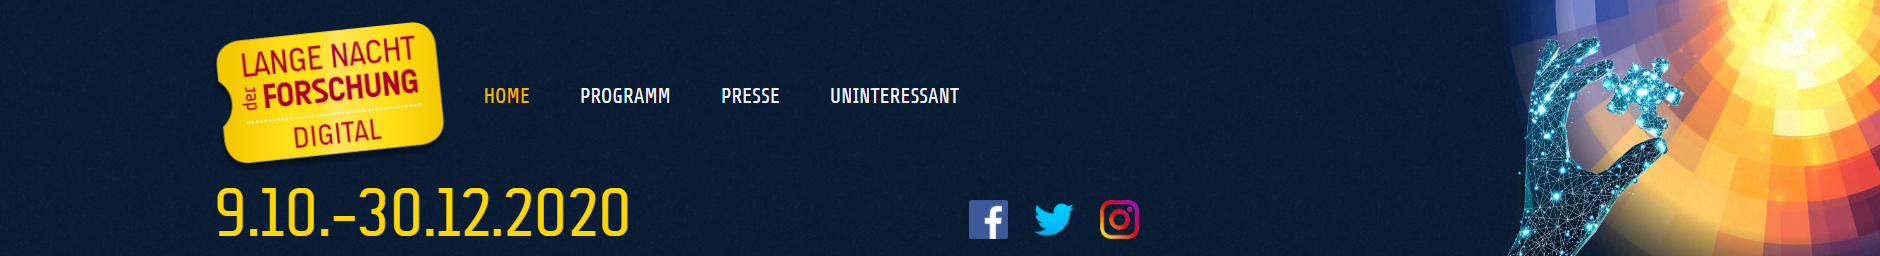 LANGE NACHT
der FORSCHUNG
DIGITAL
HOME PROGRAMM PRESSE UNINTERESSANT
9.10.-30.12.2020
f